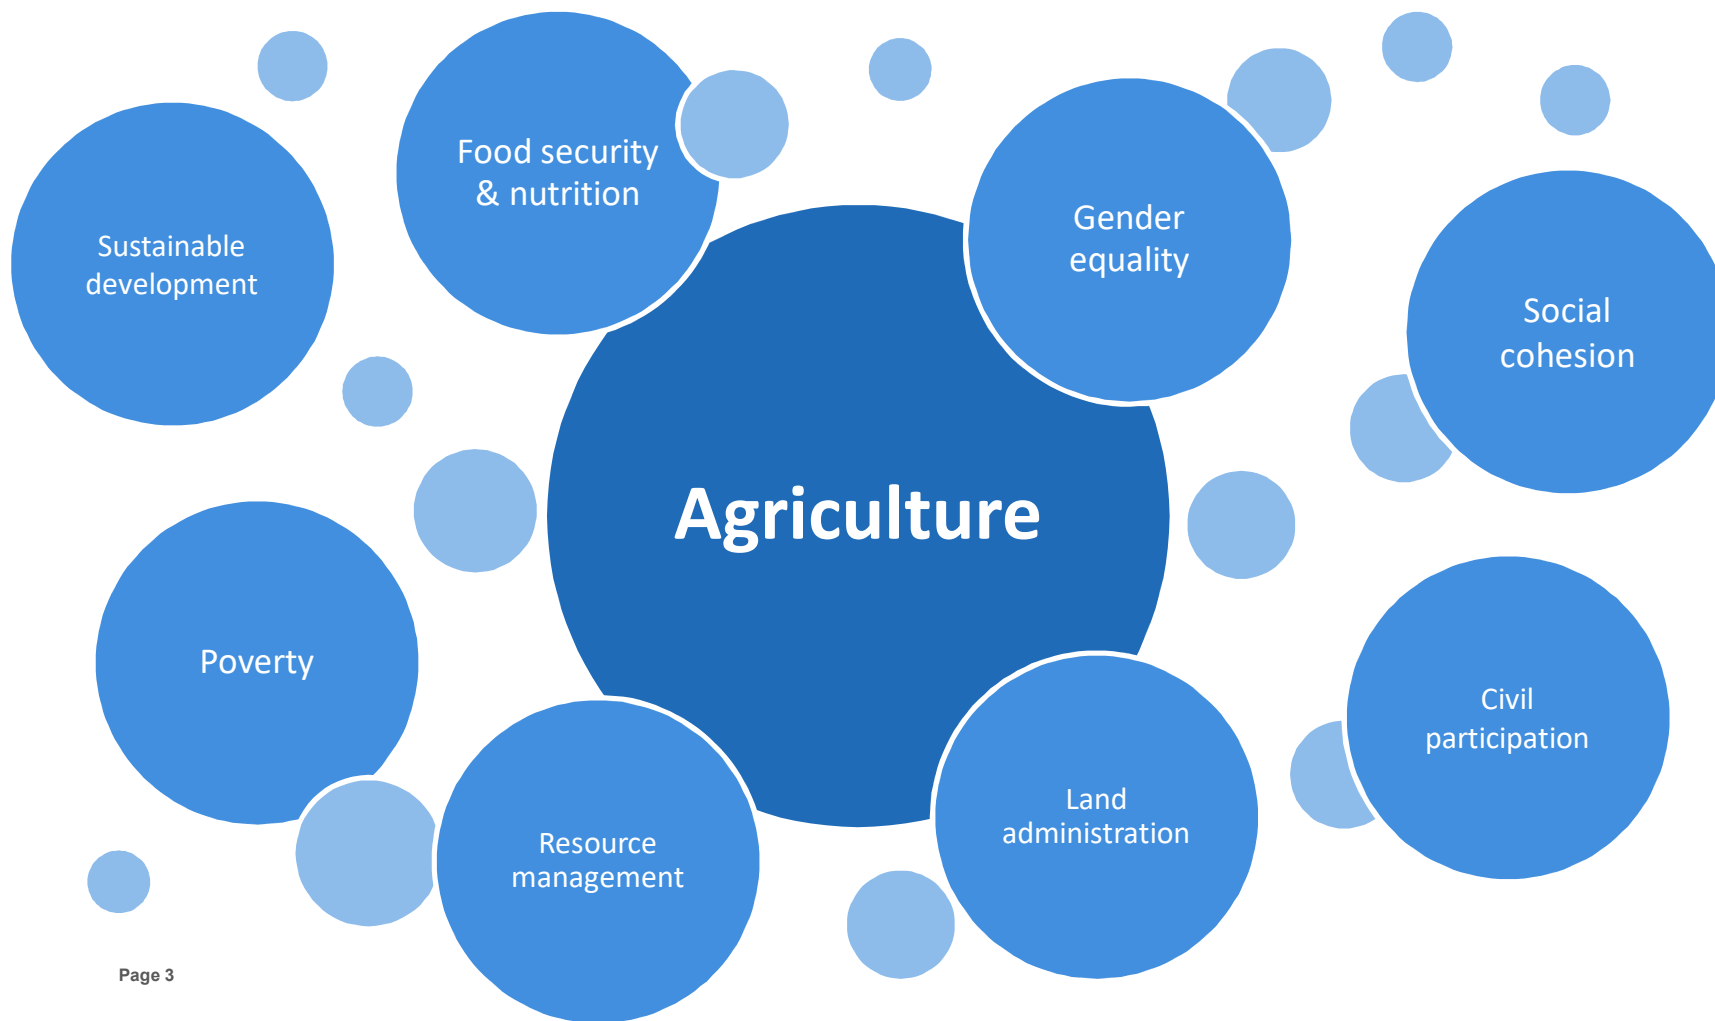 Food security
& nutrition
Gender
equality
Sustainable
development
Social
cohesion
Agriculture
Poverty
Civil
participation
Land
administration
Resource
management
Page 3